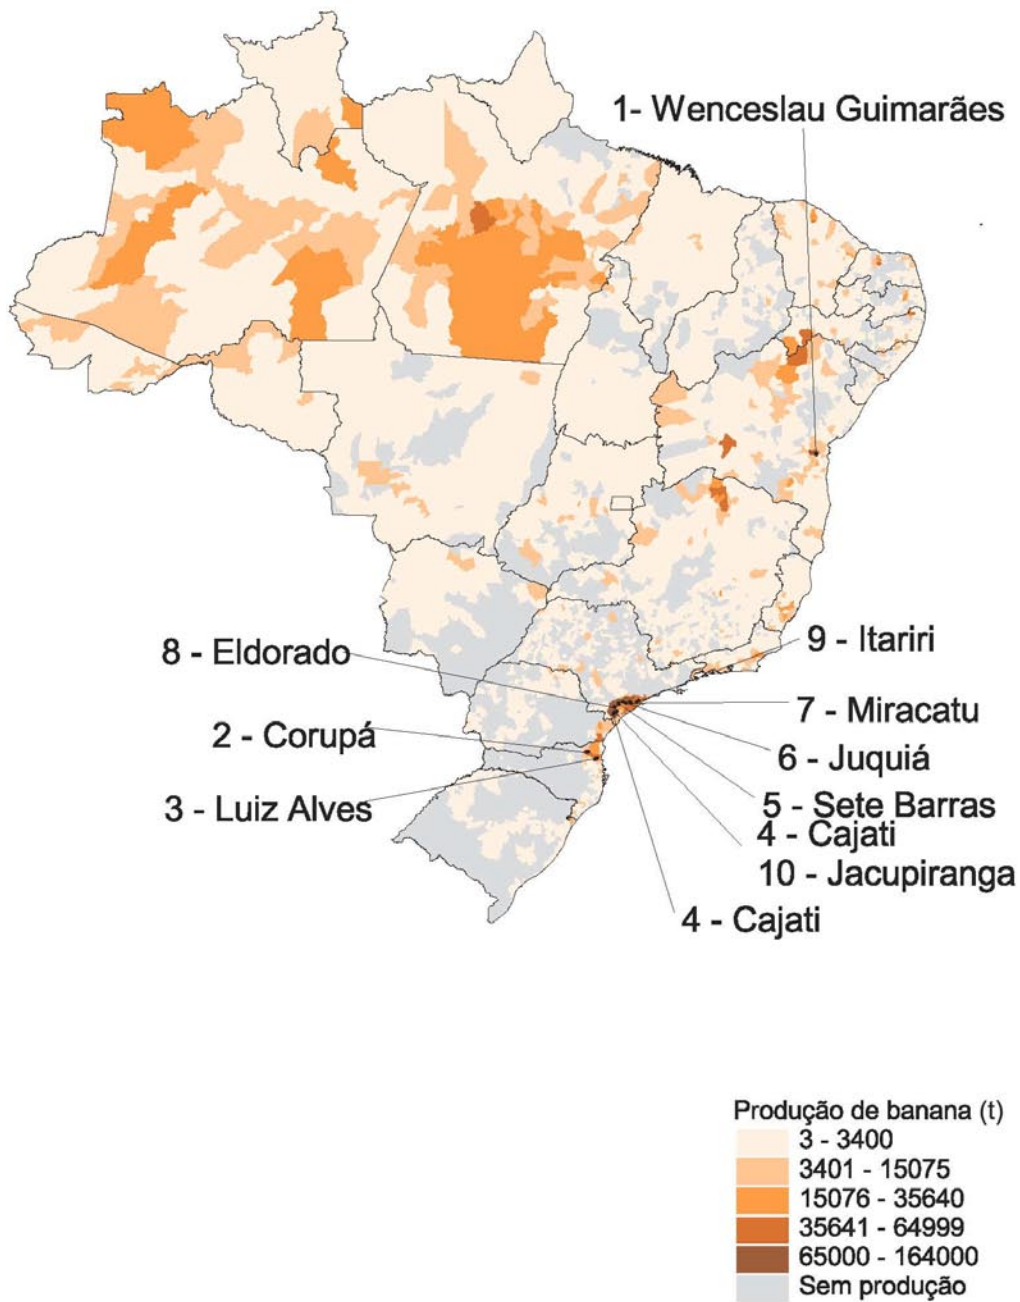 1- Wenceslau Guimarães
8 - Eldorado
9 - Itariri
7 - Miracatu
2 - Corupá
6 - Juquiá
3 - Luiz Alves
5 - Sete Barras
4 - Cajati
10 - Jacupiranga
4 - Cajati
Produção de banana (t)
3 - 3400
3401 - 15075
15076 - 35640
35641 - 64999
65000 - 164000
Sem produção